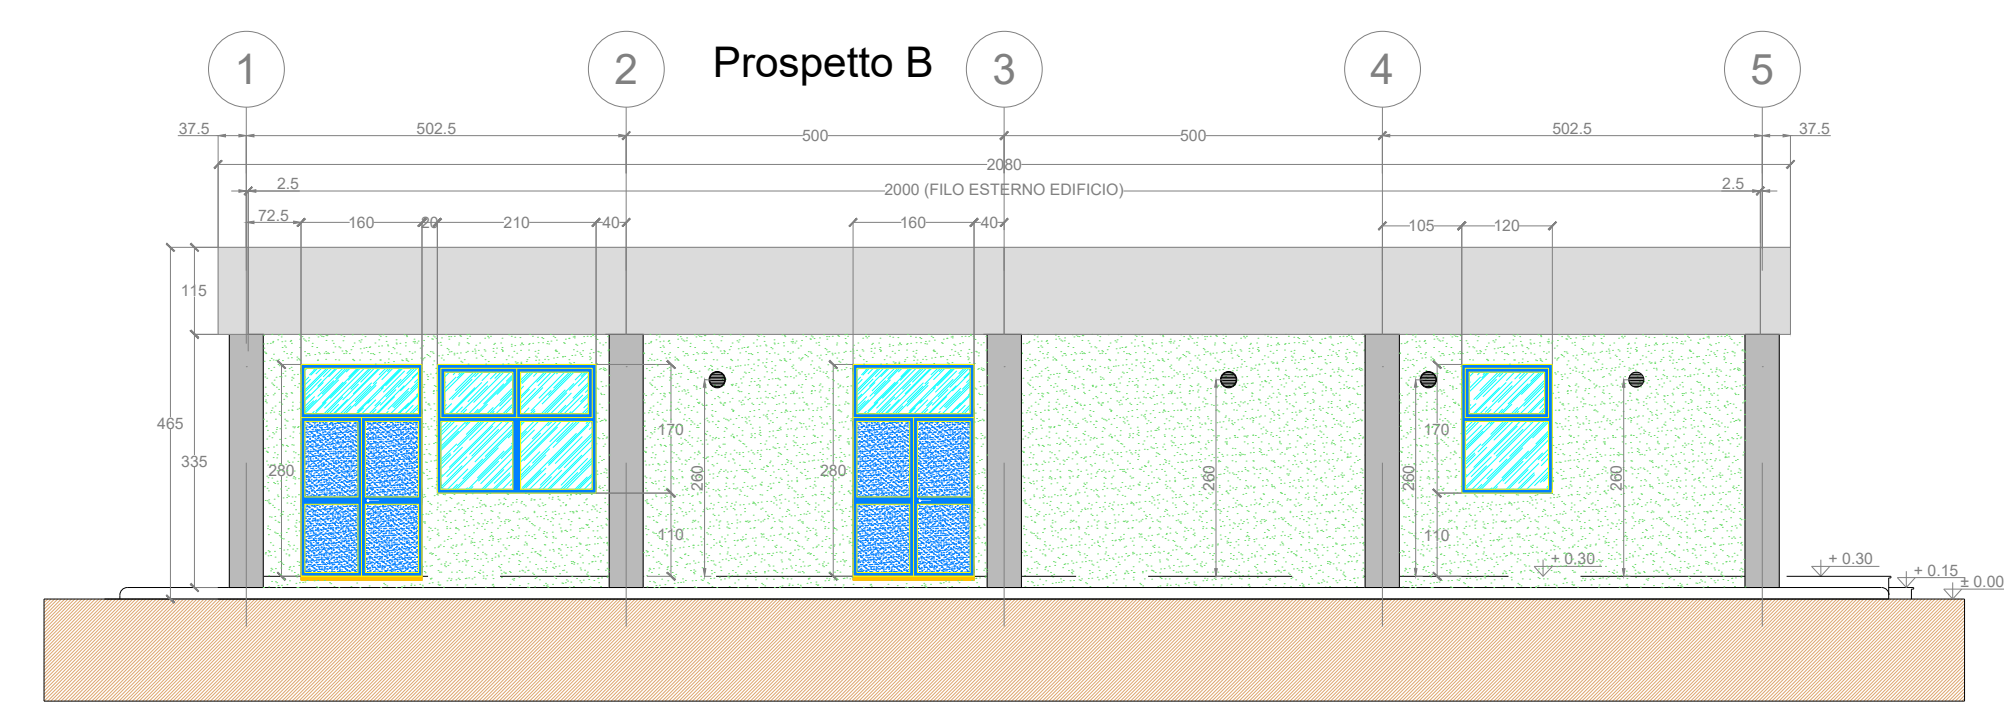 1 2 Prospetto B 3 4 5
37.5 502.5 500 500 502.5 37.5
2080
2.5 2000 (FILO ESTERNO EDIFICIO) 2.5
72.5 160 20 210 40 160 40 105 120
115
465
335
280 170 260 110 280 260 260 170 110 260
+ 0.30 + 0.30 + 0.15 ± 0.00